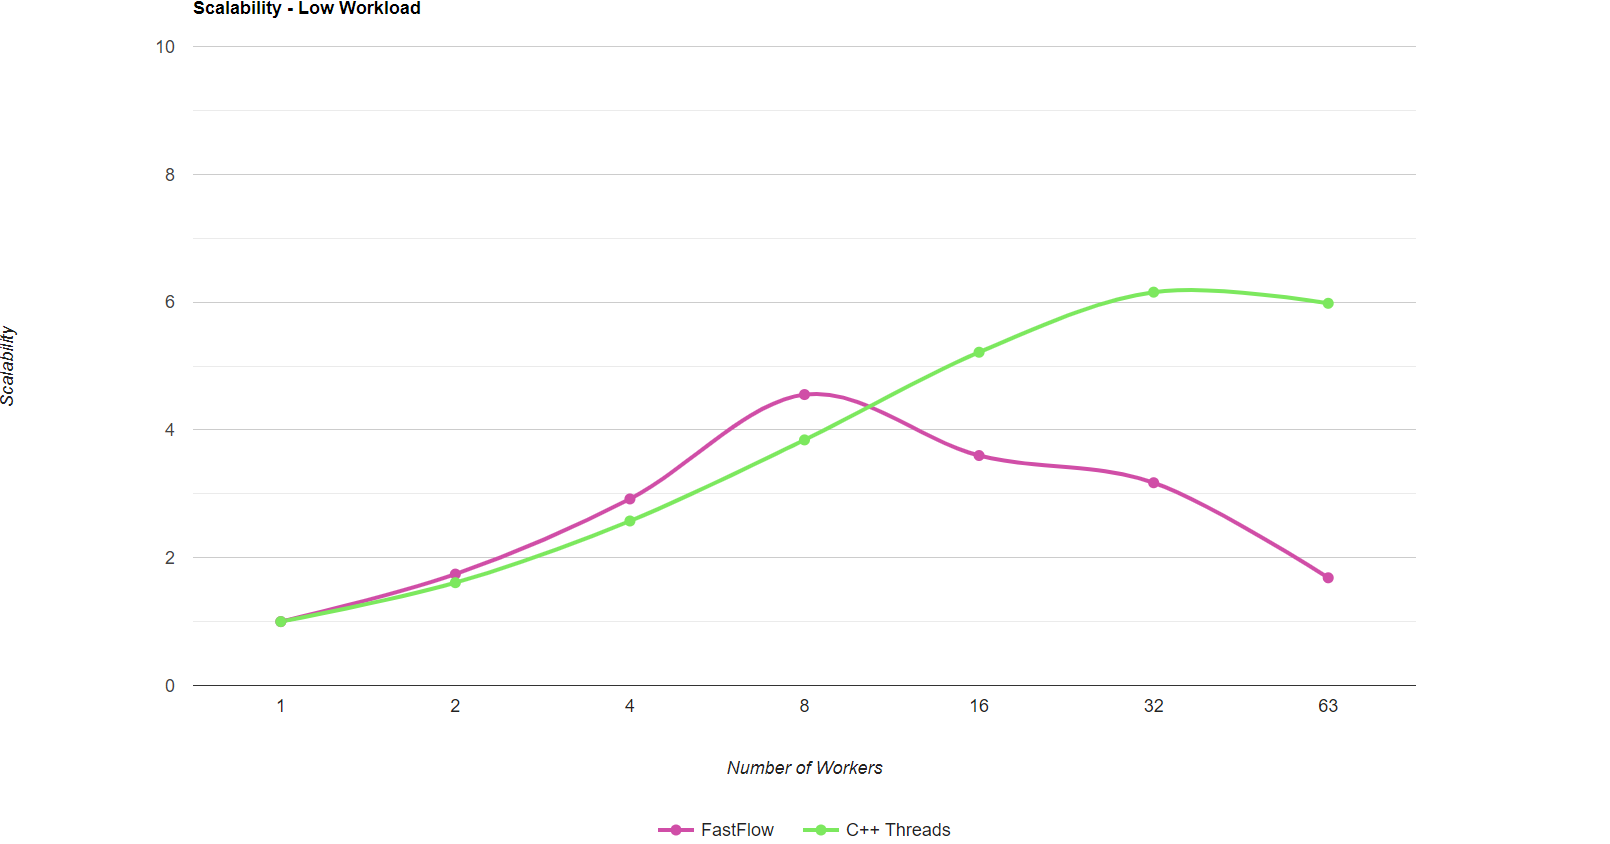 Scalability - Low Workload
10
8
6
4
2
0
Scalability
1 2 4 8 16 32 63
Number of Workers
FastFlow C++ Threads